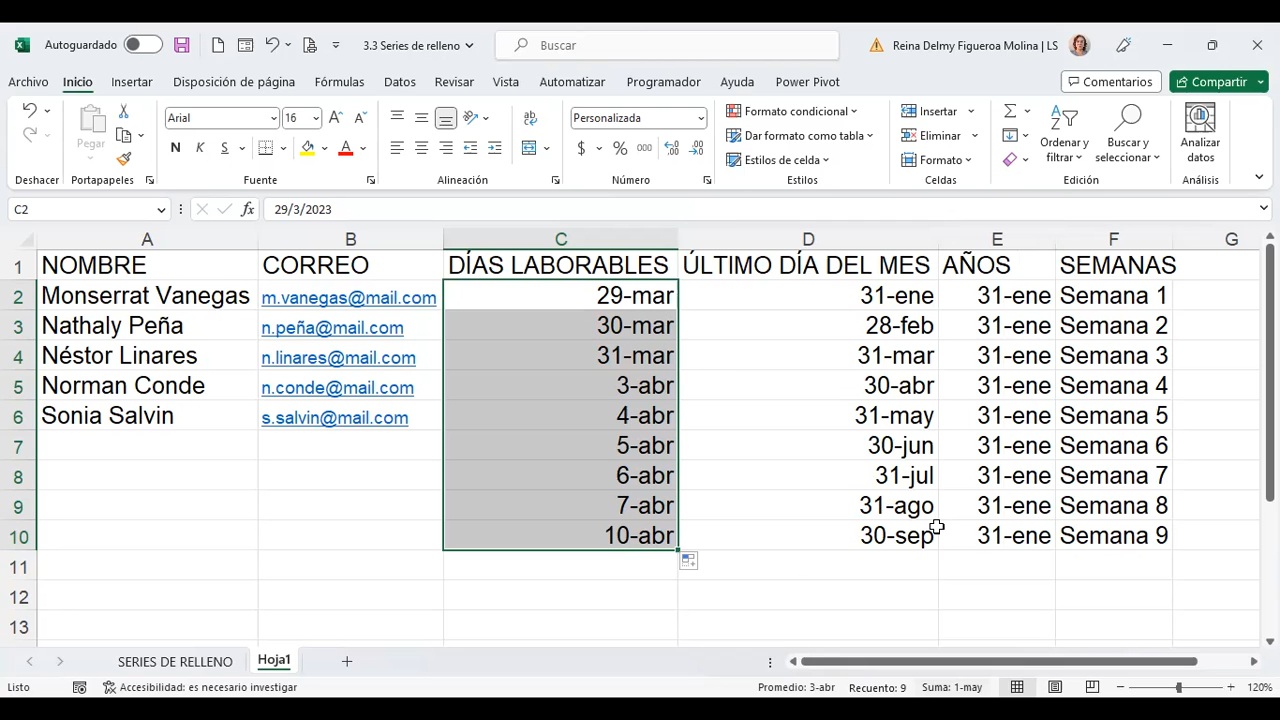 Autoguardado 3.3 Series de relleno Buscar Reina Delmy Figueroa Molina | LS
Archivo Inicio Insertar Disposición de página Fórmulas Datos Revisar Vista Automatizar Programador Ayuda Power Pivot Comentarios Compartir
Pegar Arial 16 Personalizada Formato condicional Insertar
Dar formato como tabla Eliminar Ordenar y filtrar Buscar y seleccionar Analizar datos
N K S A $ % 000 Estilos de celda Formato
Deshacer Portapapeles Fuente Alineación Número Estilos Celdas Edición Análisis
C2 fx 29/3/2023
A B C D E F G
1 NOMBRE CORREO DÍAS LABORABLES ÚLTIMO DÍA DEL MES AÑOS SEMANAS
2 Monserrat Vanegas m.vanegas@mail.com 29-mar 31-ene 31-ene Semana 1
3 Nathaly Peña n.peña@mail.com 30-mar 28-feb 31-ene Semana 2
4 Néstor Linares n.linares@mail.com 31-mar 31-mar 31-ene Semana 3
5 Norman Conde n.conde@mail.com 3-abr 30-abr 31-ene Semana 4
6 Sonia Salvin s.salvin@mail.com 4-abr 31-may 31-ene Semana 5
7 5-abr 30-jun 31-ene Semana 6
8 6-abr 31-jul 31-ene Semana 7
9 7-abr 31-ago 31-ene Semana 8
10 10-abr 30-sep 31-ene Semana 9
11
12
13
SERIES DE RELLENO Hoja1
Listo Accesibilidad: es necesario investigar Promedio: 3-abr Recuento: 9 Suma: 1-may 120%